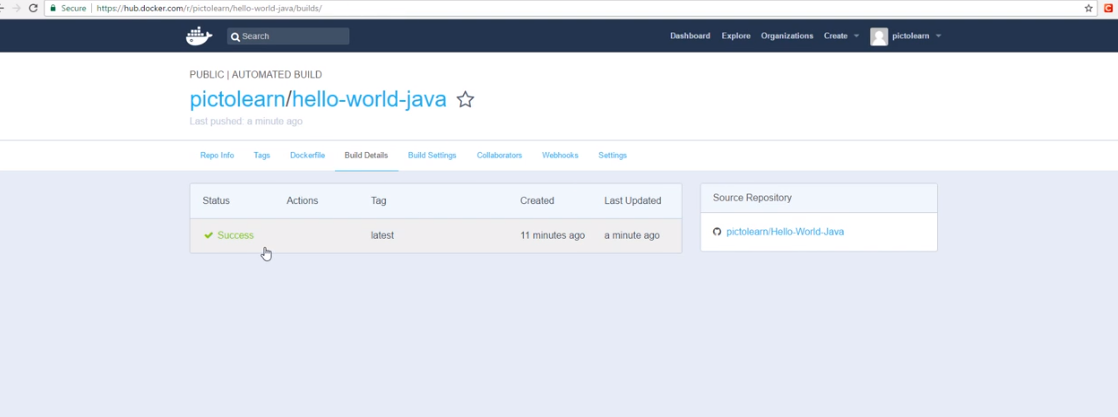 Secure | https://hub.docker.com/r/pictolearn/hello-world-java/builds/
Search Dashboard Explore Organizations Create pictolearn
PUBLIC | AUTOMATED BUILD
pictolearn/hello-world-java
Last pushed: a minute ago
Repo Info Tags Dockerfile Build Details Build Settings Collaborators Webhooks Settings
Status Actions Tag Created Last Updated
Success latest 11 minutes ago a minute ago
Source Repository
pictolearn/Hello-World-Java